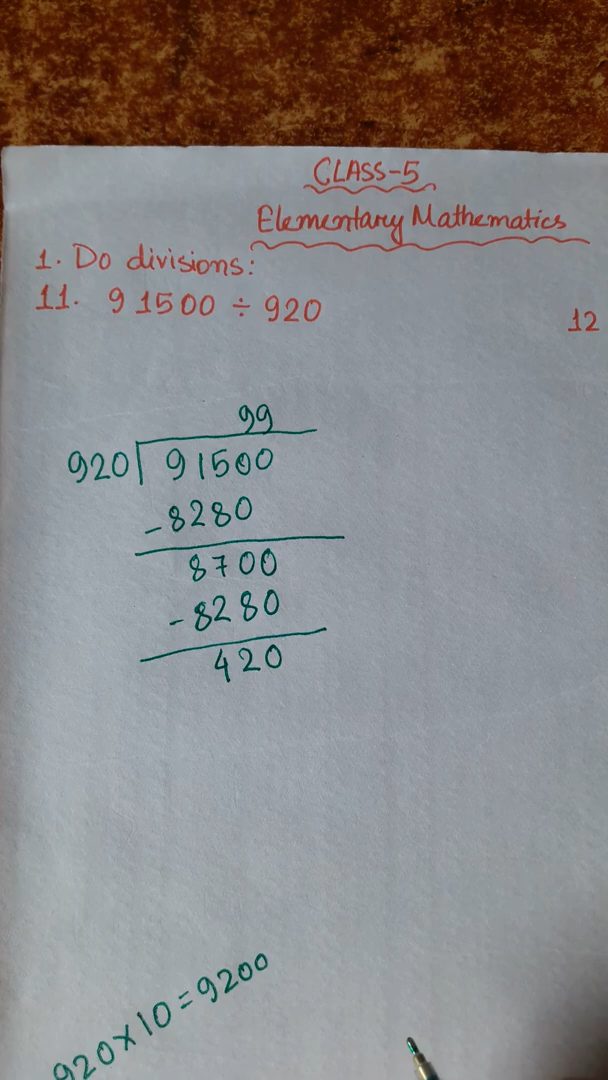 CLASS-5
Elementary Mathematics
1. Do divisions:
11. 91500 ÷ 920
12
99
920 91500
-8280
8700
-8280
420
920×10=9200